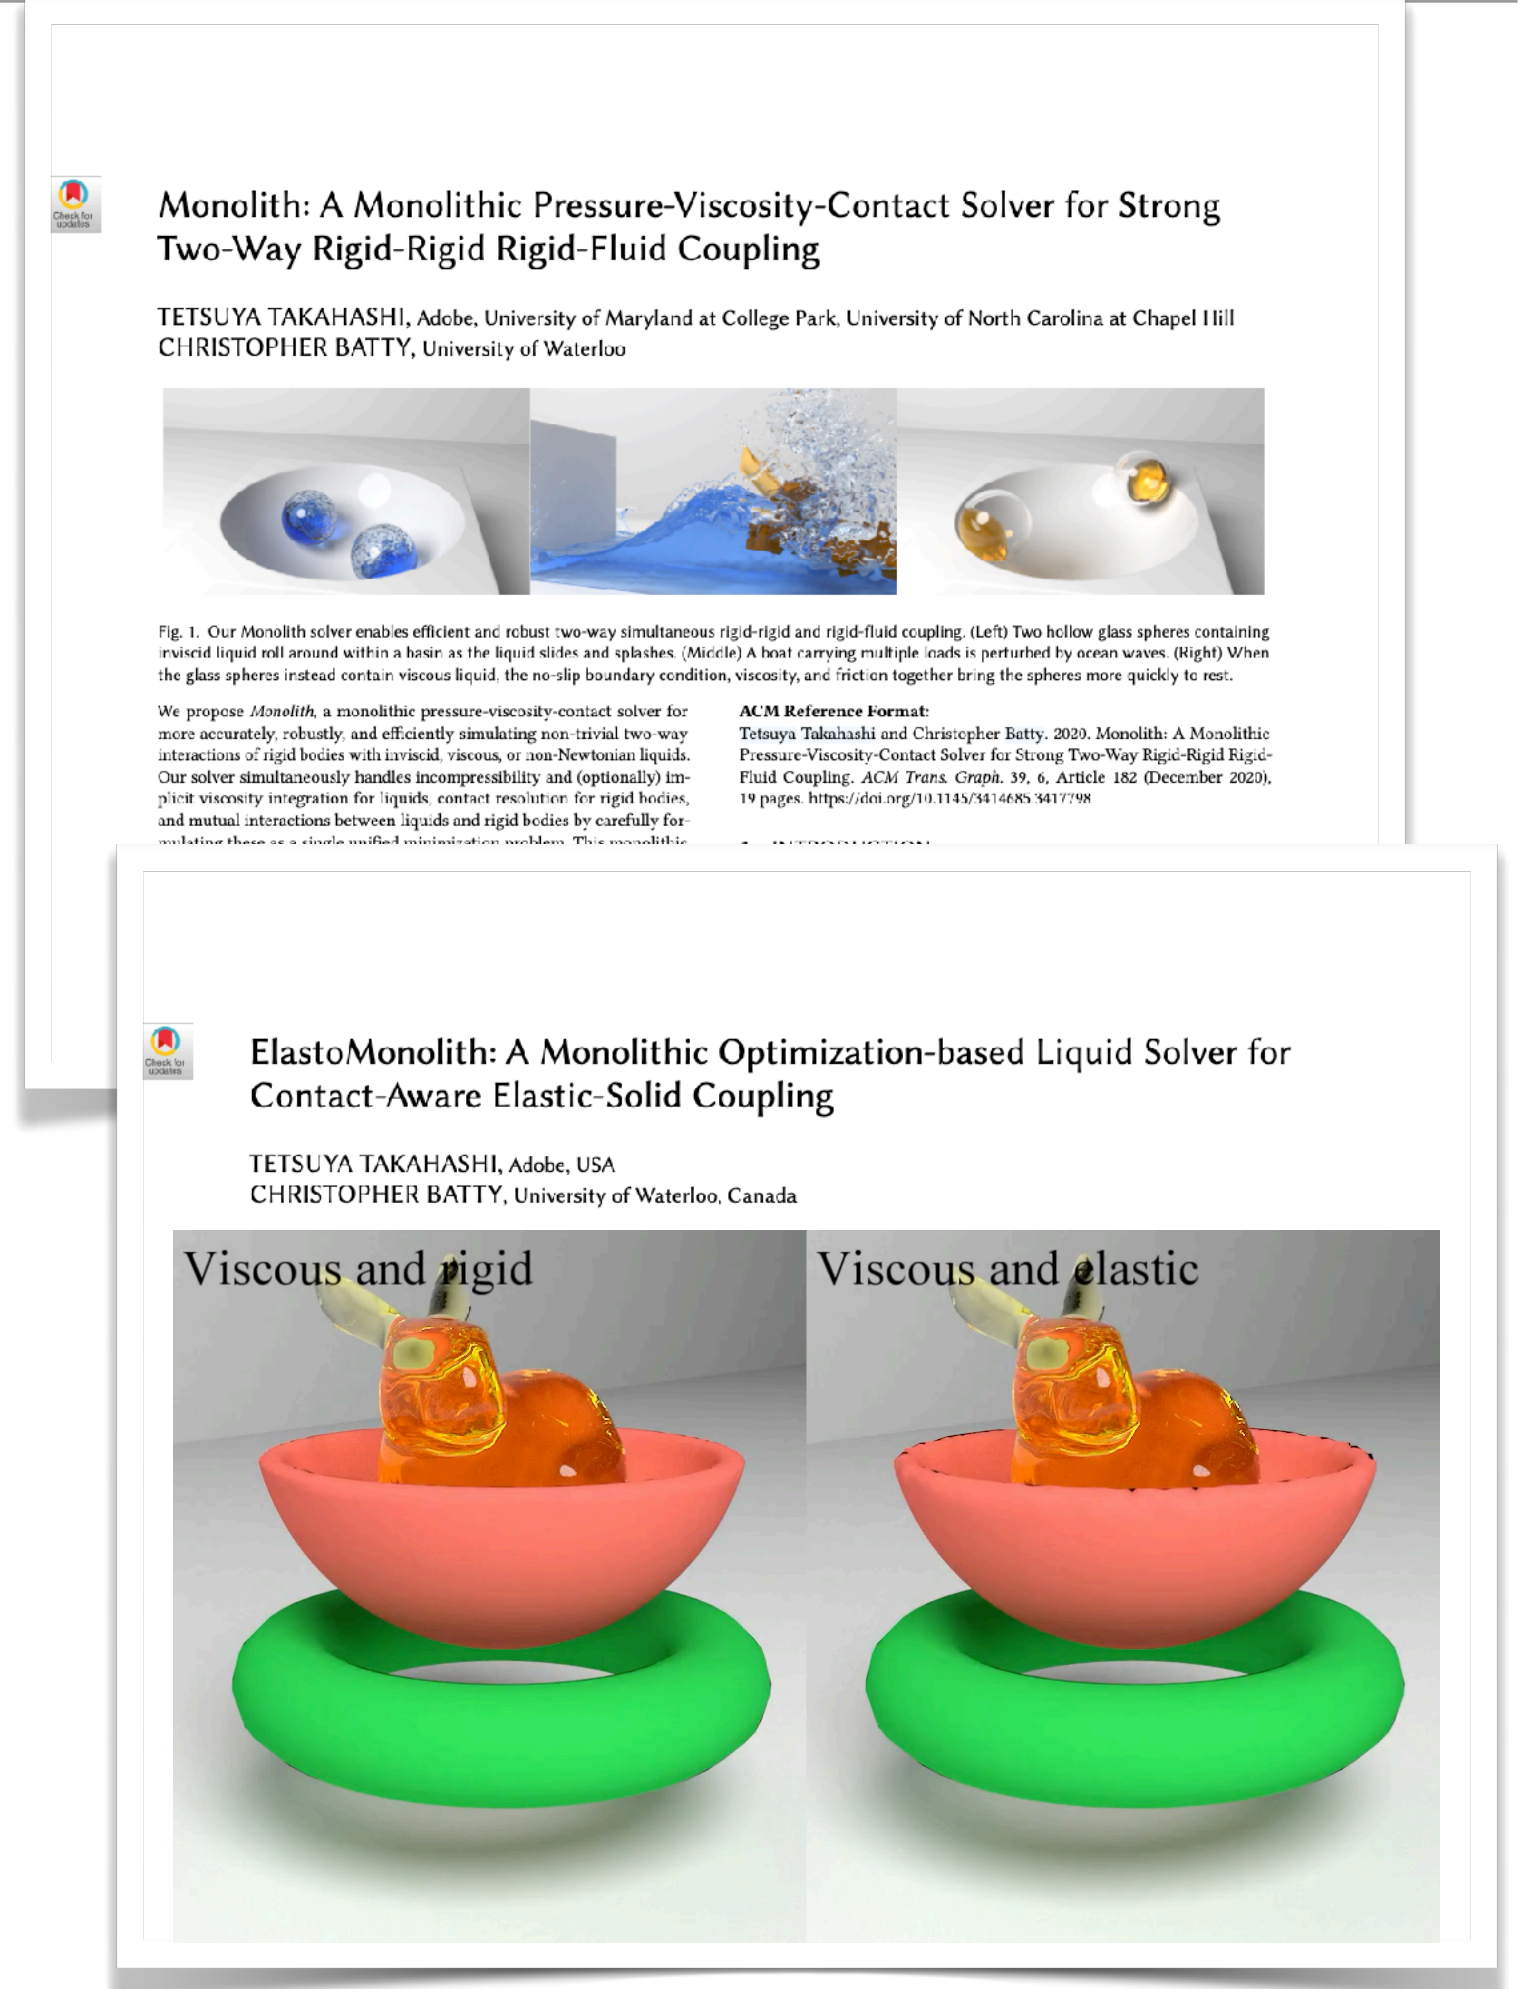 Monolith: A Monolithic Pressure-Viscosity-Contact Solver for Strong
Two-Way Rigid-Rigid Rigid-Fluid Coupling
Check for
updates
TETSUYA TAKAHASHI, Adobe, University of Maryland at College Park, University of North Carolina at Chapel Hill
CHRISTOPHER BATTY, University of Waterloo
Fig. 1. Our Monolith solver enables efficient and robust two-way simultaneous rigid-rigid and rigid-fluid coupling. (Left) Two hollow glass spheres containing
inviscid liquid roll around within a basin as the liquid slides and splashes. (Middle) A boat carrying multiple loads is perturbed by ocean waves. (Right) When
the glass spheres instead contain viscous liquid, the no-slip boundary condition, viscosity, and friction together bring the spheres more quickly to rest.
We propose Monolith, a monolithic pressure-viscosity-contact solver for
more accurately, robustly, and efficiently simulating non-trivial two-way
interactions of rigid bodies with inviscid, viscous, or non-Newtonian liquids.
Our solver simultaneously handles incompressibility and (optionally) im-
plicit viscosity integration for liquids, contact resolution for rigid bodies,
and mutual interactions between liquids and rigid bodies by carefully for-
mulating these as a single unified minimization problem. This monolithic
ACM Reference Format:
Tetsuya Takahashi and Christopher Batty. 2020. Monolith: A Monolithic
Pressure-Viscosity-Contact Solver for Strong Two-Way Rigid-Rigid Rigid-
Fluid Coupling. ACM Trans. Graph. 39, 6, Article 182 (December 2020),
19 pages. https://doi.org/10.1145/3414685.3417798
1 INTRODUCTION
ElastoMonolith: A Monolithic Optimization-based Liquid Solver for
Contact-Aware Elastic-Solid Coupling
Check for
updates
TETSUYA TAKAHASHI, Adobe, USA
CHRISTOPHER BATTY, University of Waterloo, Canada
Viscous and rigid
Viscous and elastic